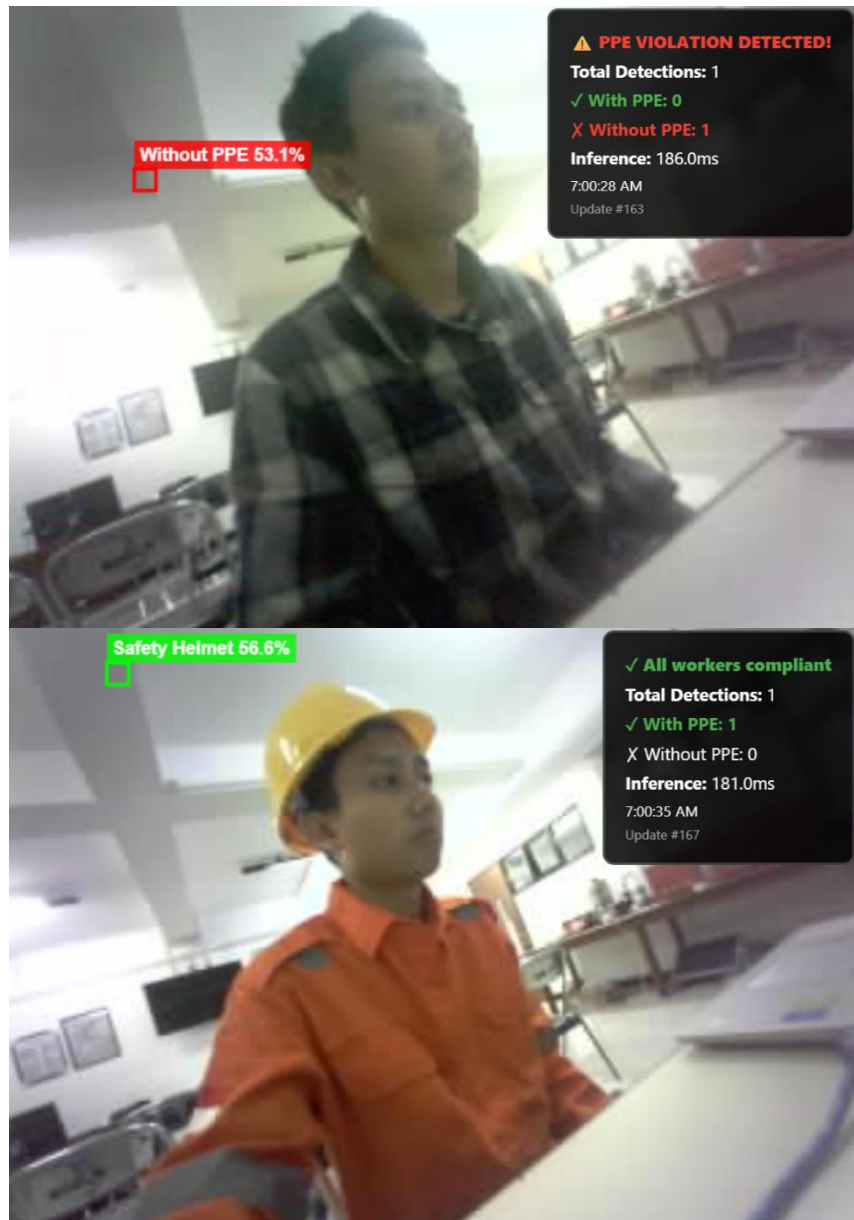 ⚠ PPE VIOLATION DETECTED!
Total Detections: 1
✓ With PPE: 0
Without PPE 53.1%
✗ Without PPE: 1
Inference: 186.0ms
7:00:28 AM
Update #163
Safety Helmet 56.6%
✓ All workers compliant
Total Detections: 1
✓ With PPE: 1
✗ Without PPE: 0
Inference: 181.0ms
7:00:35 AM
Update #167